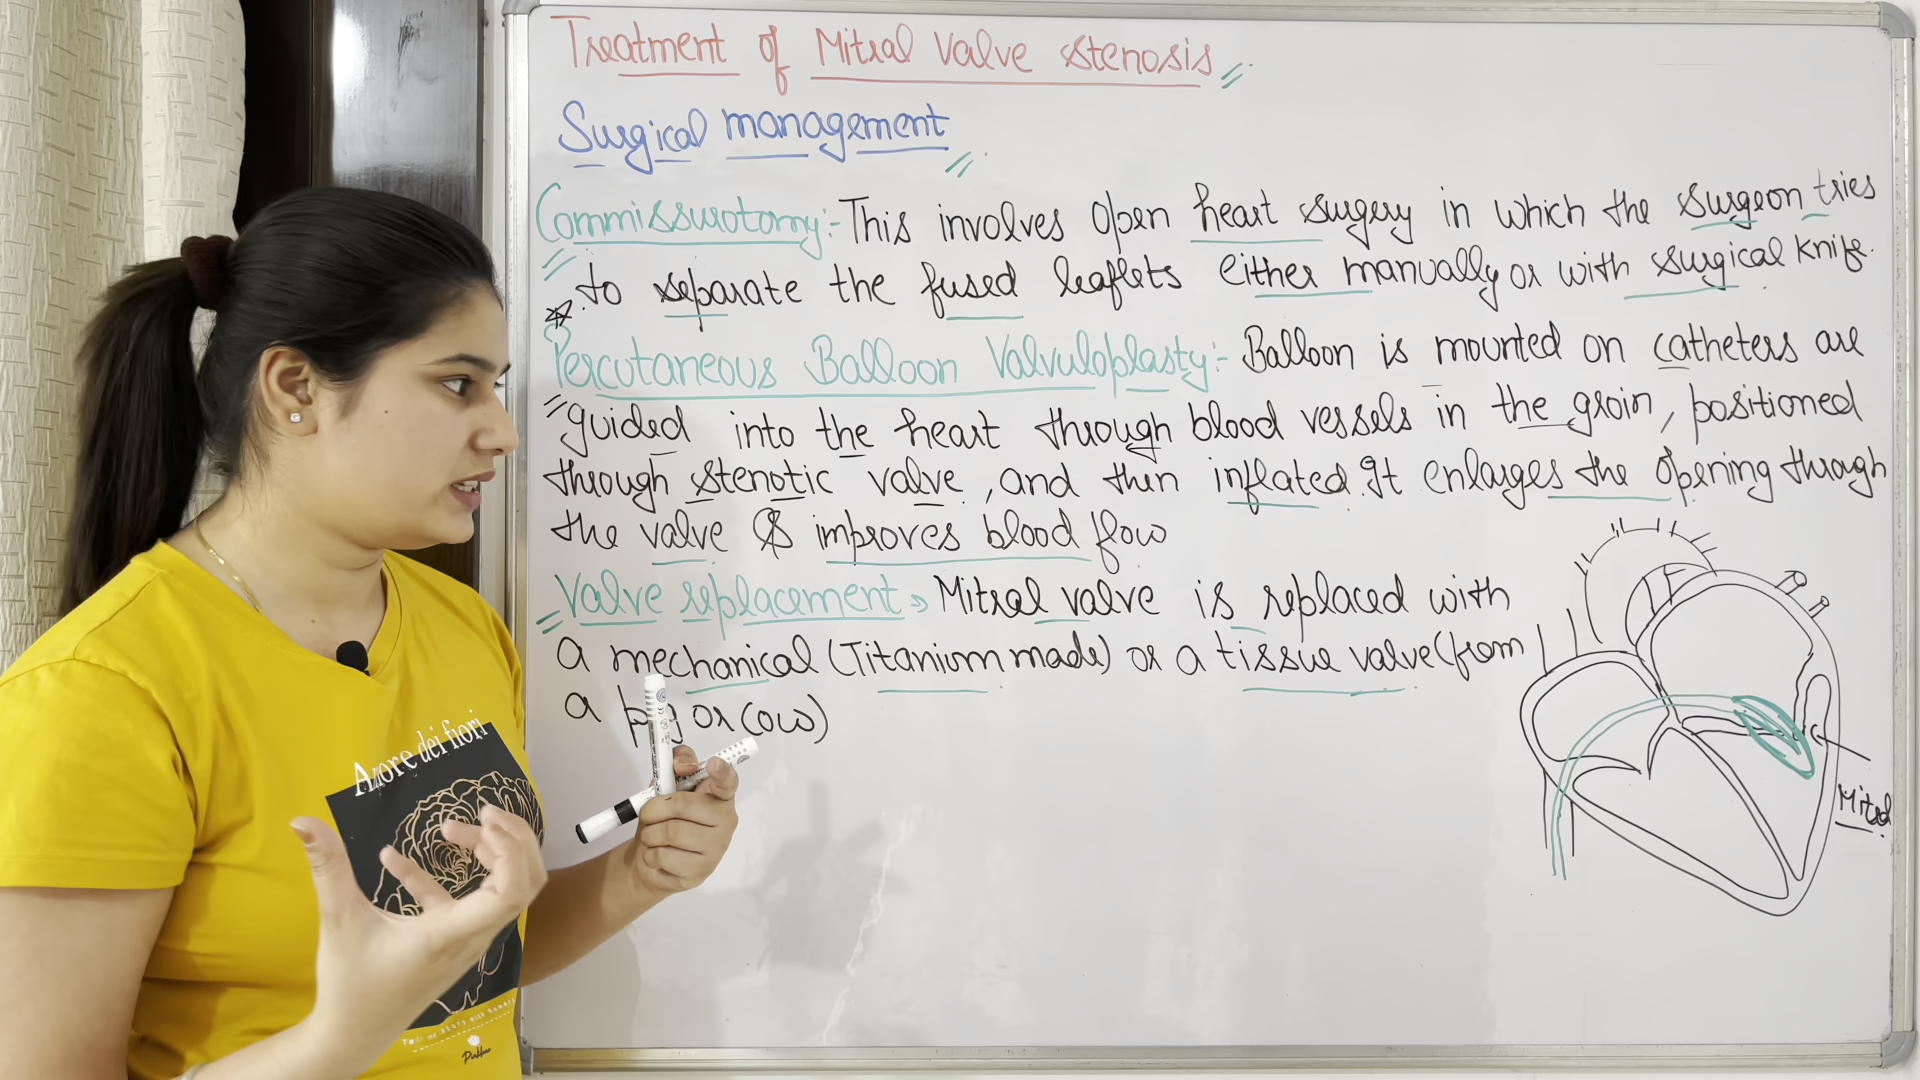 Treatment of Mitral Valve stenosis
Surgical management
Commissurotomy:- This involves open heart surgery in which the surgeon tries
to separate the fused leaflets either manually or with surgical knife.
Percutaneous Balloon Valvuloplasty:- Balloon is mounted on catheters are
guided into the heart through blood vessels in the groin, positioned
through stenotic valve, and then inflated. It enlarges the opening through
the valve & improves blood flow
Valve replacement Mitral valve is replaced with
a mechanical (Titanium made) or a tissue valve (from
a pig or cow)
Mitral
Amore dei fiori